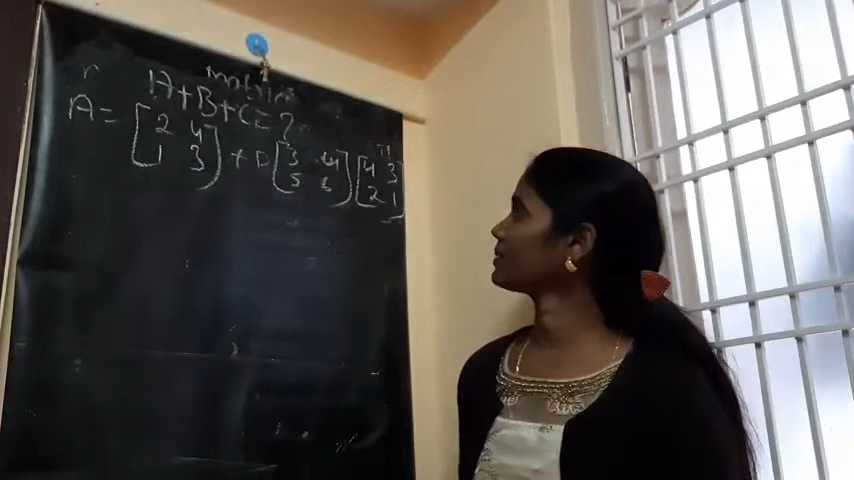 matrix
A+B+C=?
A= [2 4 + D [3 4] [4 3
1 3] [5 6] [2 1]